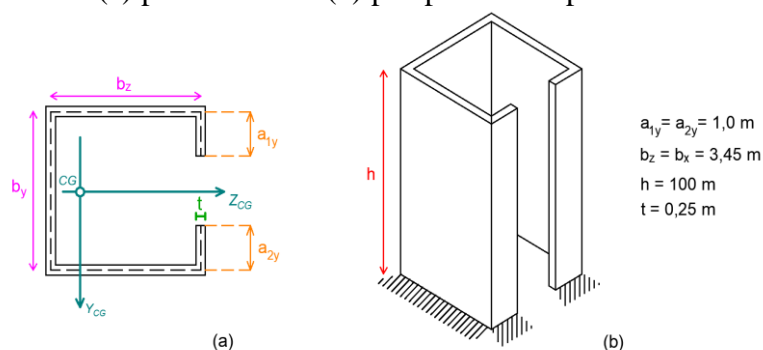 b_z
a_1y
b_y
CG
Z_CG
t
a_2y
Y_CG
(a)
h
(b)
a_1y= a_2y = 1,0 m
b_z = b_x = 3,45 m
h = 100 m
t = 0,25 m